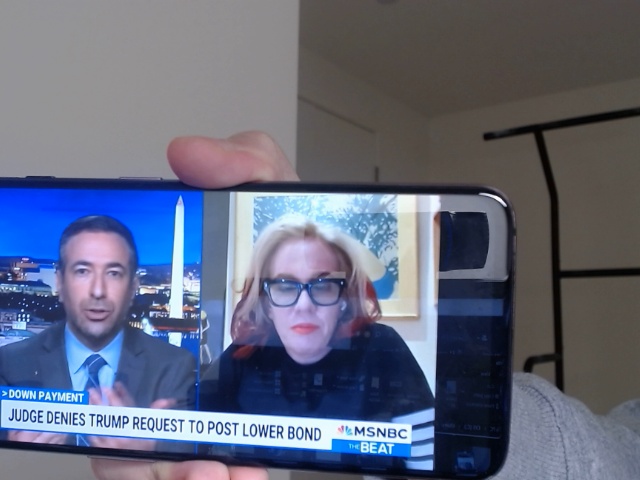 > DOWN PAYMENT
JUDGE DENIES TRUMP REQUEST TO POST LOWER BOND
MSNBC
THE BEAT